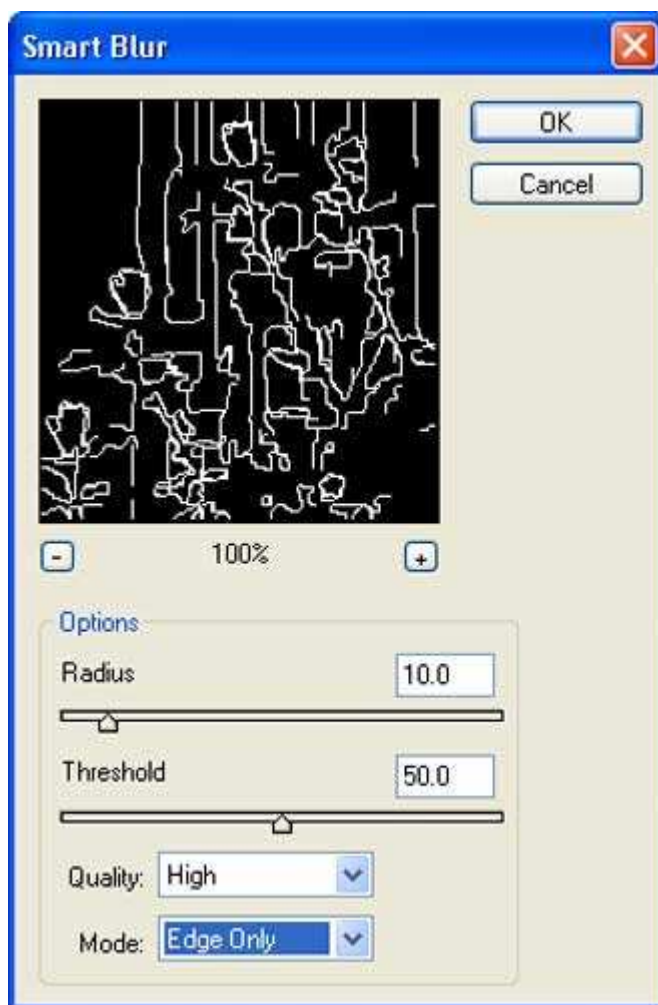 Smart Blur
OK
Cancel
- 100% +
Options
Radius 10.0
Threshold 50.0
Quality: High
Mode: Edge Only